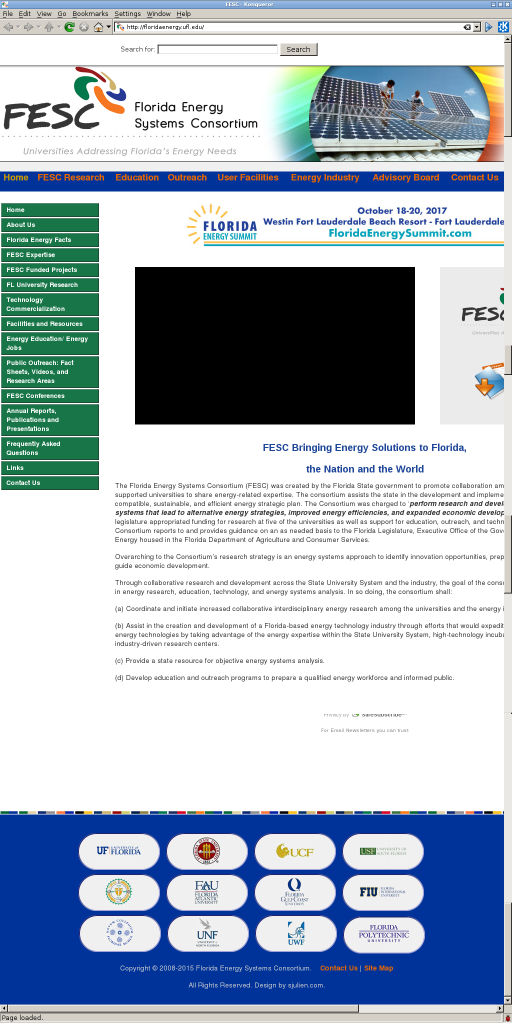 FESC - Konqueror
File Edit View Go Bookmarks Settings Window Help
http://floridaenergy.ufl.edu/
Search for: Search
FESC Florida Energy
Systems Consortium
Universities Addressing Florida's Energy Needs
Home FESC Research Education Outreach User Facilities Energy Industry Advisory Board Contact Us
Home
About Us
Florida Energy Facts
FESC Expertise
FESC Funded Projects
FL University Research
Technology
Commercialization
Facilities and Resources
Energy Education/ Energy
Jobs
Public Outreach: Fact
Sheets, Videos, and
Research Areas
FESC Conferences
Annual Reports,
Publications and
Presentations
Frequently Asked
Questions
Links
Contact Us
FLORIDA
ENERGY SUMMIT
October 18-20, 2017
Westin Fort Lauderdale Beach Resort - Fort Lauderdale
FloridaEnergySummit.com
FESC
FESC Bringing Energy Solutions to Florida,
the Nation and the World
The Florida Energy Systems Consortium (FESC) was created by the Florida State government to promote collaboration am
supported universities to share energy-related expertise. The consortium assists the state in the development and impleme
compatible, sustainable, and efficient energy strategic plan. The Consortium was charged to "perform research and devel
systems that lead to alternative energy strategies, improved energy efficiencies, and expanded economic develop
legislature appropriated funding for research at five of the universities as well as support for education, outreach, and techn
Consortium reports to and provides guidance on an as needed basis to the Florida Legislature, Executive Office of the Gov
Energy housed in the Florida Department of Agriculture and Consumer Services.
Overarching to the Consortium's research strategy is an energy systems approach to identify innovation opportunities, prep
guide economic development.
Through collaborative research and development across the State University System and the industry, the goal of the cons
in energy research, education, technology, and energy systems analysis. In so doing, the consortium shall:
(a) Coordinate and initiate increased collaborative interdisciplinary energy research among the universities and the energy i
(b) Assist in the creation and development of a Florida-based energy technology industry through efforts that would expedit
energy technologies by taking advantage of the energy expertise within the State University System, high-technology incub
industry-driven research centers.
(c) Provide a state resource for objective energy systems analysis.
(d) Develop education and outreach programs to prepare a qualified energy workforce and informed public.
Privacy by SafeSubscribe
For Email Newsletters you can trust
UF UNIVERSITY of FLORIDA
UCF
USF UNIVERSITY OF SOUTH FLORIDA
FAU FLORIDA ATLANTIC UNIVERSITY
FLORIDA GULF COAST UNIVERSITY
FIU FLORIDA INTERNATIONAL UNIVERSITY
UNF
UWF
FLORIDA POLYTECHNIC UNIVERSITY
Copyright © 2008-2015 Florida Energy Systems Consortium. Contact Us | Site Map
All Rights Reserved. Design by sjulien.com.
Page loaded.